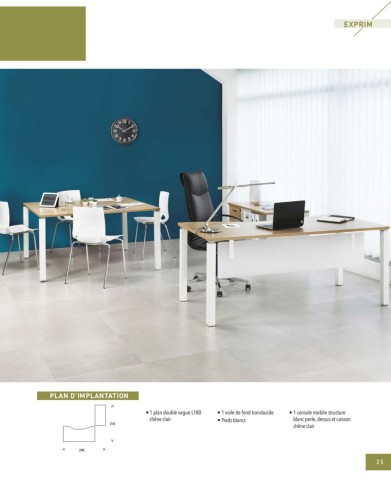 EXPRIM
PLAN D'IMPLANTATION
• 1 plan double vague L180
chêne clair
• 1 voile de fond translucide
• Pieds blancs
• 1 console mobile structure
blanc perle, dessus et caisson
chêne clair